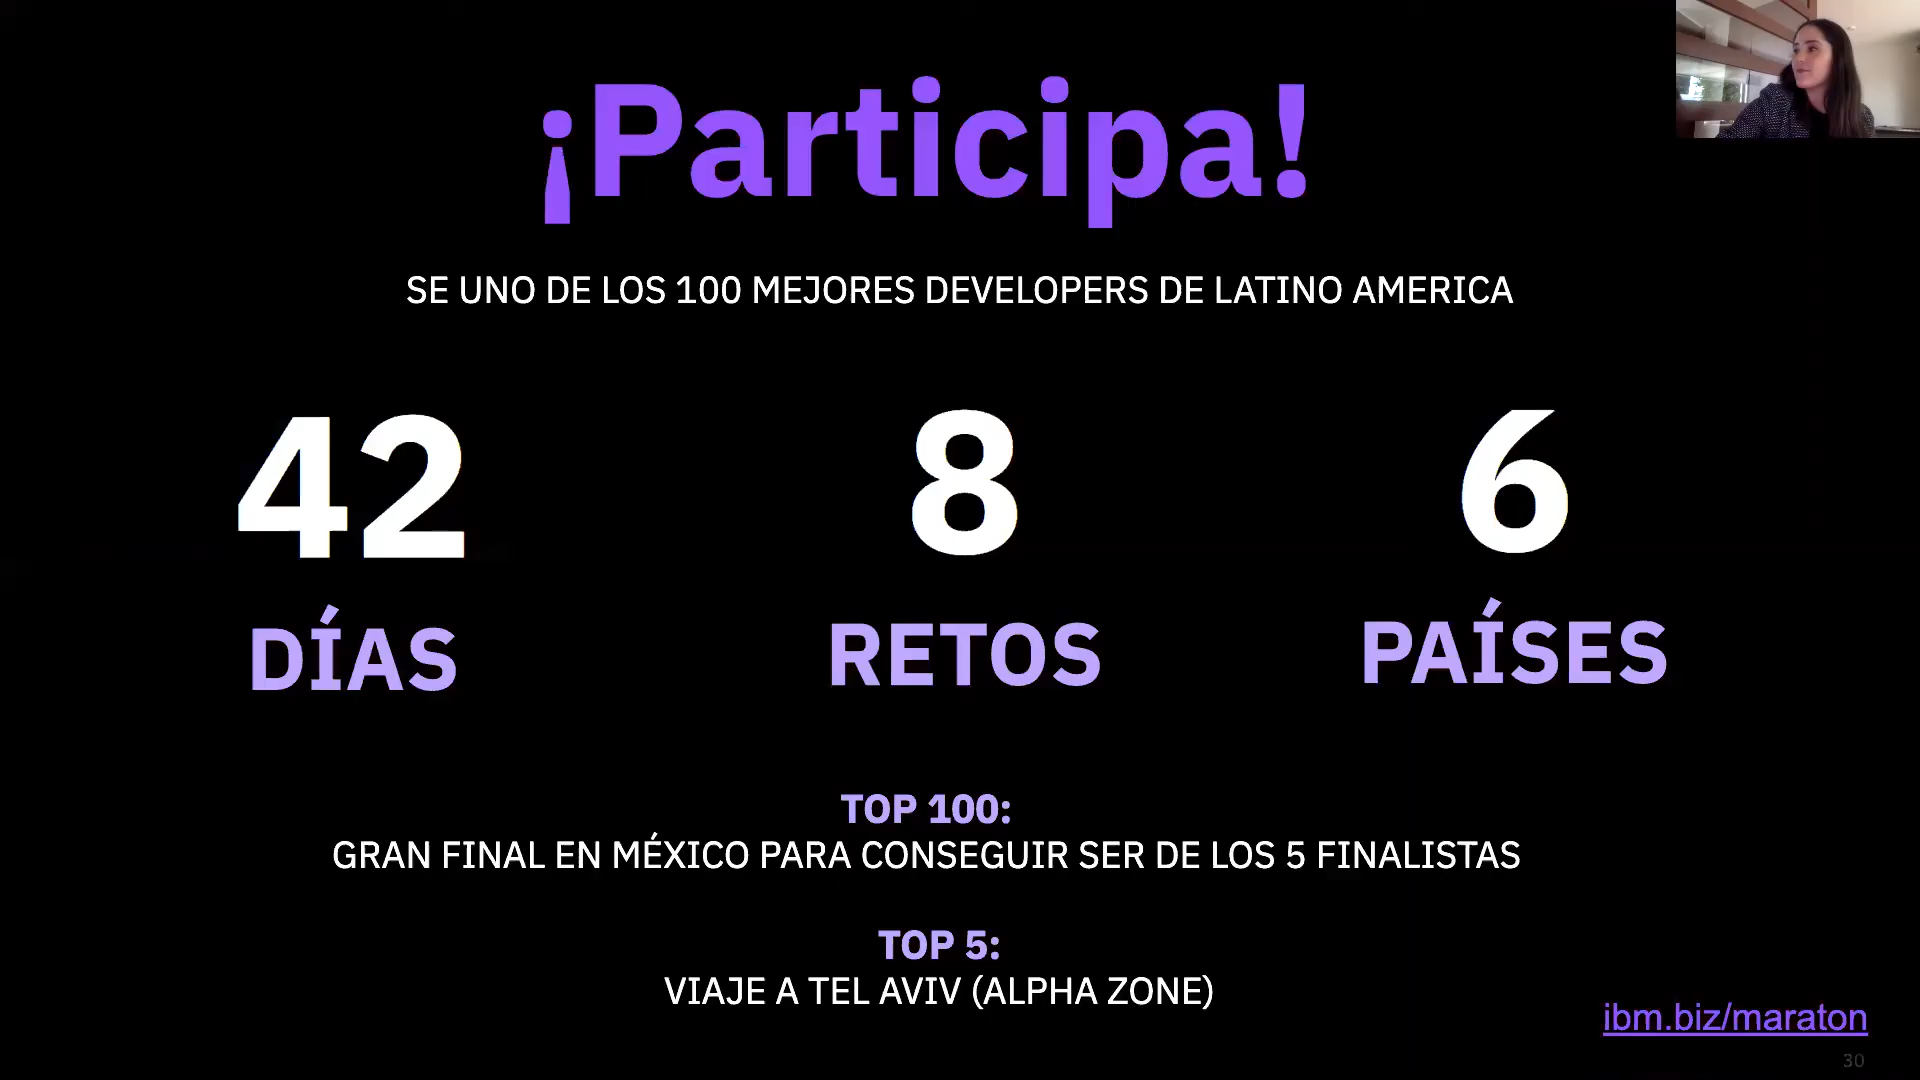 ¡Participa!
SE UNO DE LOS 100 MEJORES DEVELOPERS DE LATINO AMERICA
42
DÍAS
8
RETOS
6
PAÍSES
TOP 100:
GRAN FINAL EN MÉXICO PARA CONSEGUIR SER DE LOS 5 FINALISTAS
TOP 5:
VIAJE A TEL AVIV (ALPHA ZONE)
ibm.biz/maraton
30